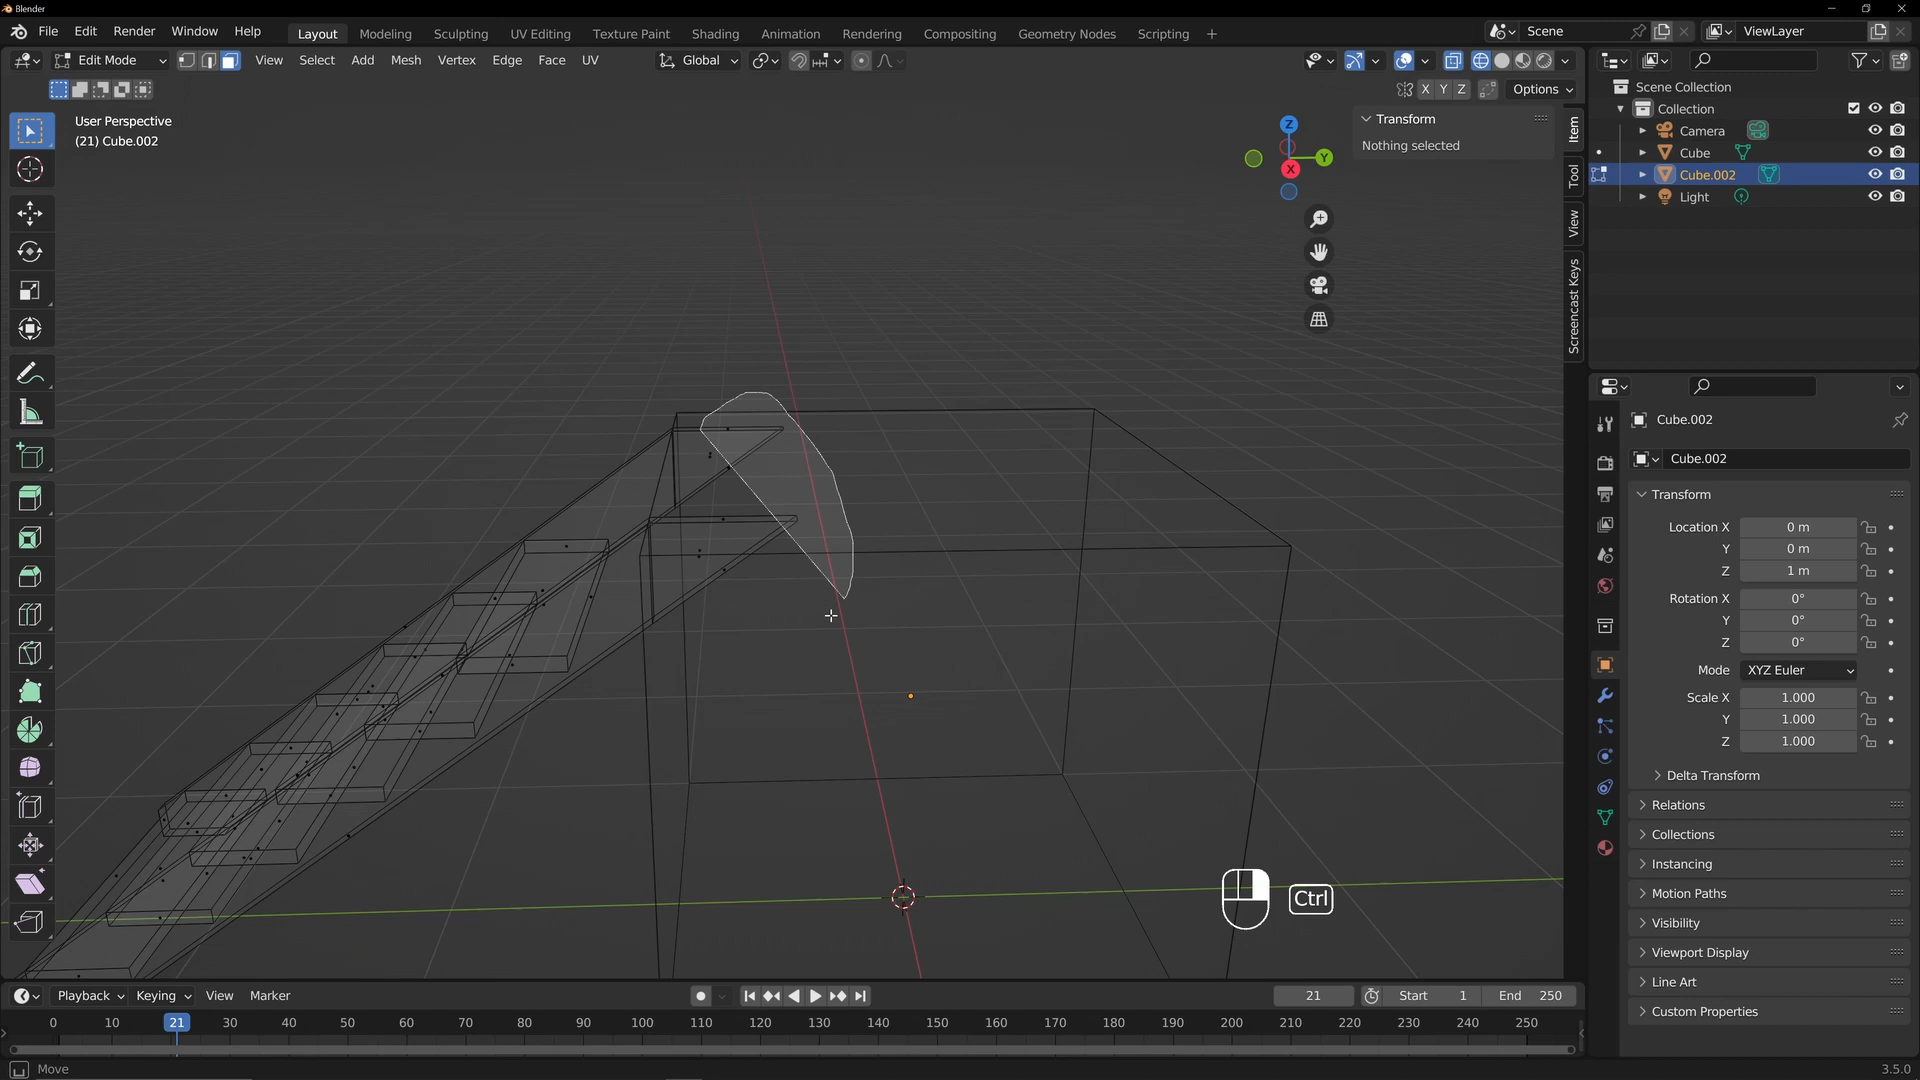 Blender
File Edit Render Window Help Layout Modeling Sculpting UV Editing Texture Paint Shading Animation Rendering Compositing Geometry Nodes Scripting + Scene ViewLayer
Edit Mode View Select Add Mesh Vertex Edge Face UV Global
X Y Z Options
User Perspective
(21) Cube.002
Transform
Nothing selected
Z
Y
X
Item
Tool
View
Screencast Keys
Scene Collection
Collection
Camera
Cube
Cube.002
Light
Cube.002
Cube.002
Transform
Location X 0 m
Y 0 m
Z 1 m
Rotation X 0°
Y 0°
Z 0°
Mode XYZ Euler
Scale X 1.000
Y 1.000
Z 1.000
Delta Transform
Relations
Collections
Instancing
Motion Paths
Visibility
Viewport Display
Line Art
Custom Properties
Ctrl
Playback Keying View Marker 21 Start 1 End 250
0 10 21 30 40 50 60 70 80 90 100 110 120 130 140 150 160 170 180 190 200 210 220 230 240 250
Move 3.5.0